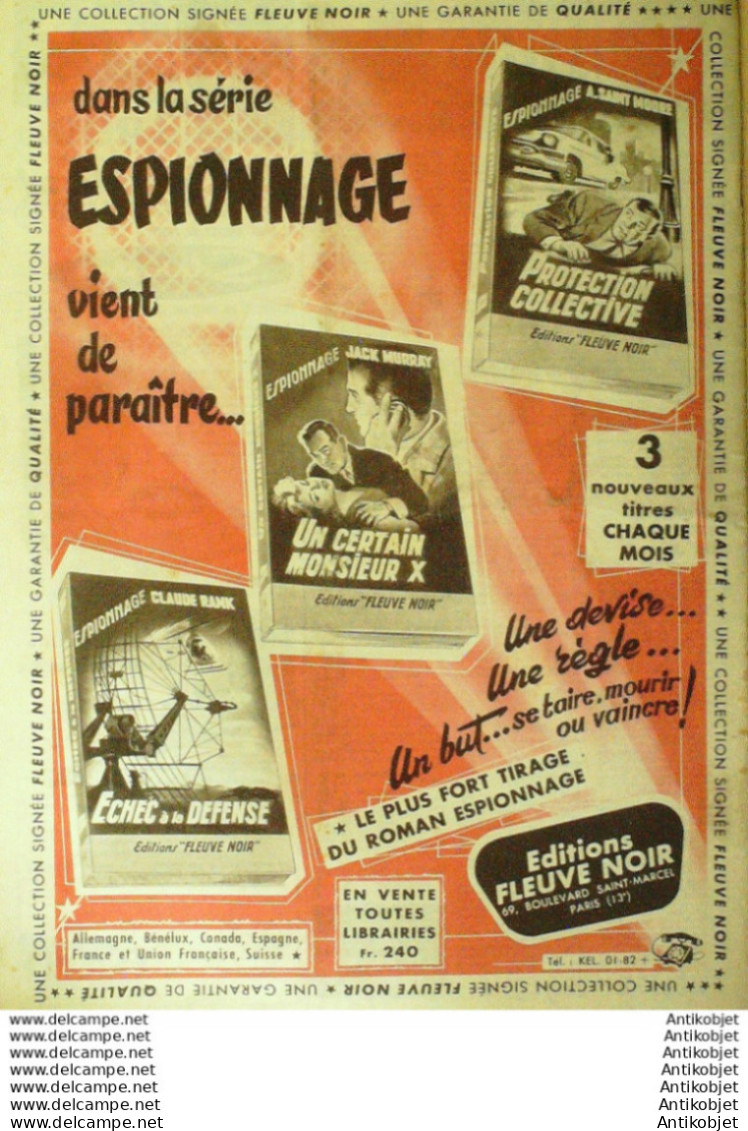 UNE COLLECTION SIGNÉE FLEUVE NOIR ★ UNE GARANTIE DE QUALITÉ ★★★★ UNE
COLLECTION SIGNÉE FLEUVE NOIR ★ UNE GARANTIE DE QUALITÉ ★★ UNE COLLECTION SIGNÉE FLEUVE NOIR ★
★★★ UNE COLLECTION SIGNÉE FLEUVE NOIR ★ UNE GARANTIE DE QUALITÉ ★★
UNE COLLECTION SIGNÉE FLEUVE NOIR ★ UNE GARANTIE DE QUALITÉ ★ UNE COLLECTION SIGNÉE FLEUVE NOIR ★★
dans la série
ESPIONNAGE
vient
de
paraître...
ESPIONNAGE A. SAINT MOORE
PROTECTION
COLLECTIVE
Editions "FLEUVE NOIR"
ESPIONNAGE JACK MURRAY
UN CERTAIN
MONSIEUR X
Editions "FLEUVE NOIR"
3
nouveaux
titres
CHAQUE
MOIS
ESPIONNAGE CLAUDE RANK
ECHEC à la DEFENSE
Editions "FLEUVE NOIR"
Une devise...
Une règle...
Un but... se taire, mourir
ou vaincre!
★ LE PLUS FORT TIRAGE
DU ROMAN ESPIONNAGE
Editions
FLEUVE NOIR
69, BOULEVARD SAINT-MARCEL
PARIS (13e)
EN VENTE
TOUTES
LIBRAIRIES
Fr. 240
Allemagne, Bénélux, Canada, Espagne,
France et Union Française, Suisse ★
Tél. : KEL. 01-82 +
www.delcampe.net
www.delcampe.net
www.delcampe.net
www.delcampe.net
www.delcampe.net
www.delcampe.net
www.delcampe.net
Antikobjet
Antikobjet
Antikobjet
Antikobjet
Antikobjet
Antikobjet
Antikobjet